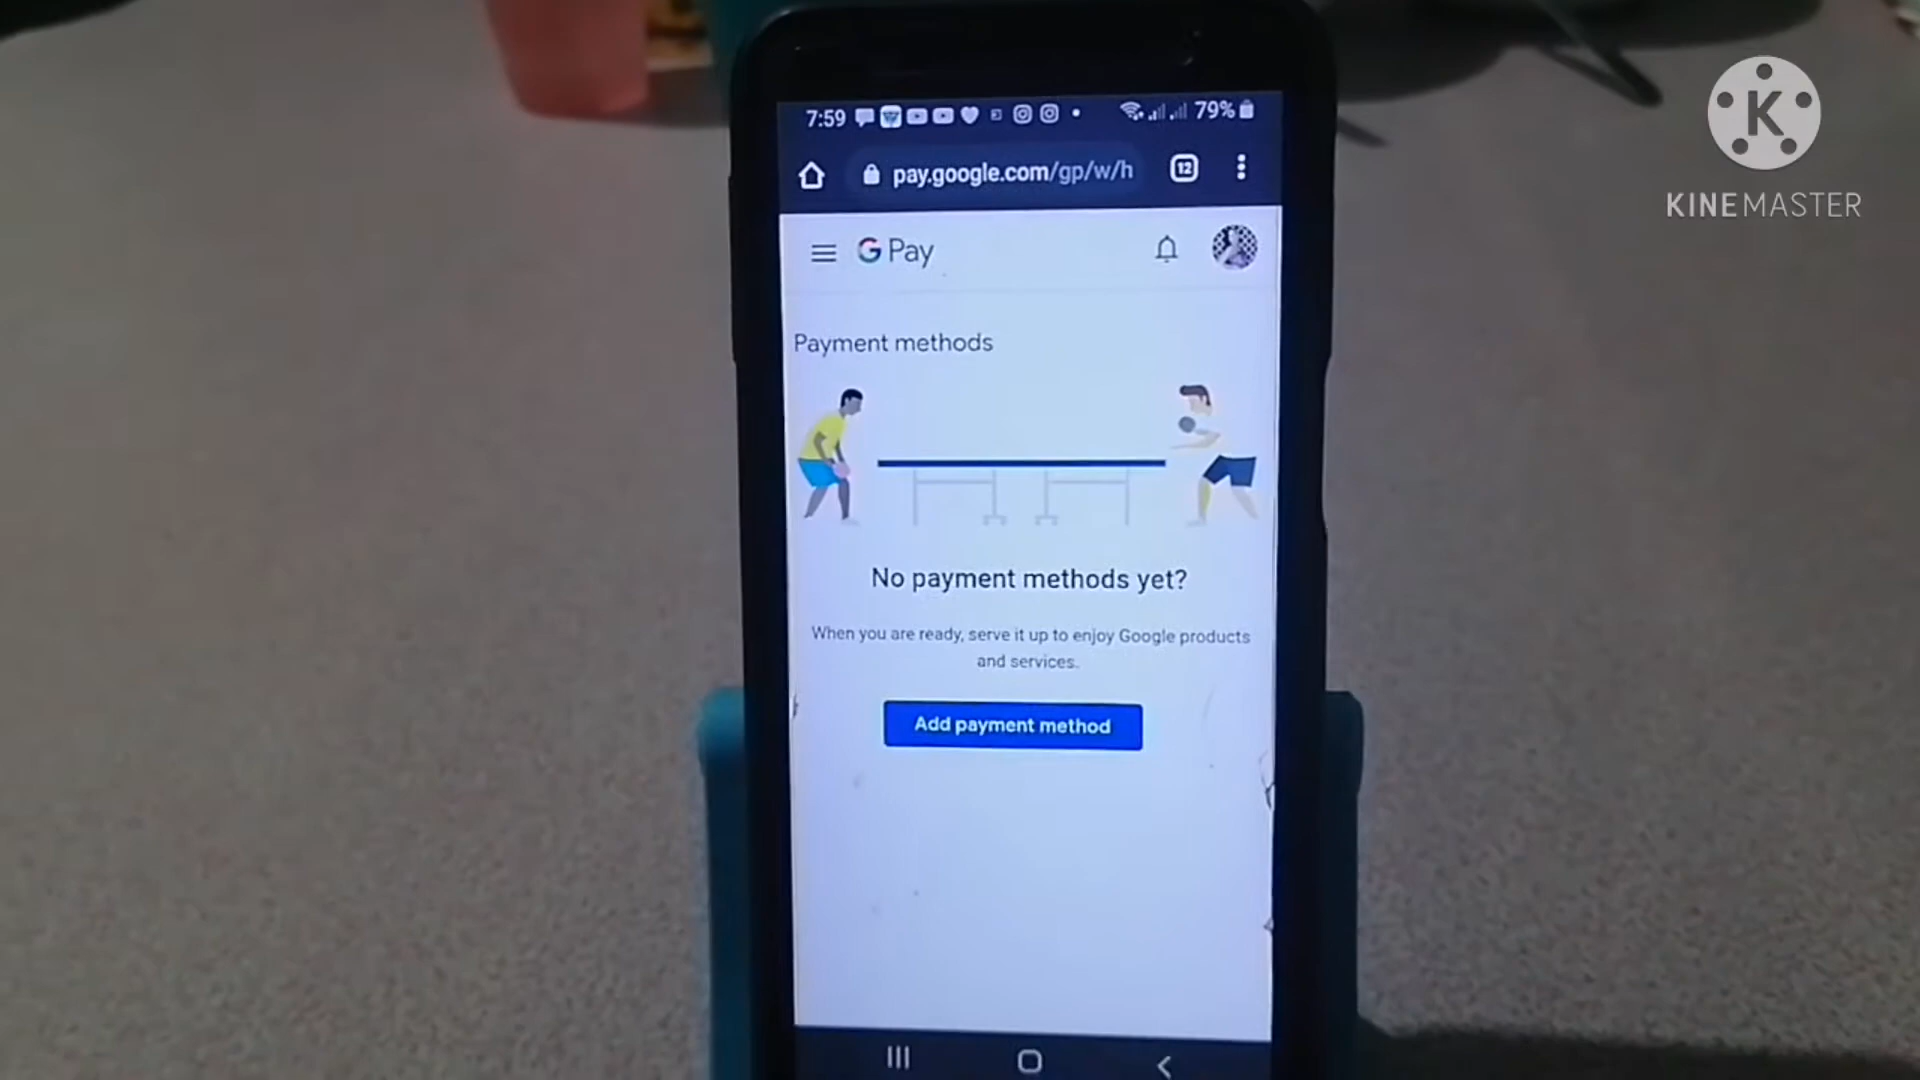 7:59
79%
pay.google.com/gp/w/h
12
G Pay
Payment methods
No payment methods yet?
When you are ready, serve it up to enjoy Google products
and services.
Add payment method
K
KINEMASTER